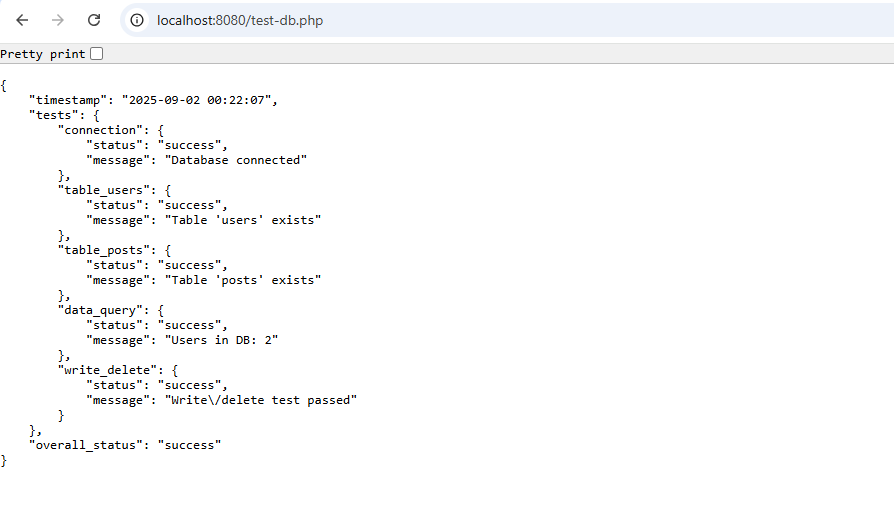 localhost:8080/test-db.php
Pretty print
{
    "timestamp": "2025-09-02 00:22:07",
    "tests": {
        "connection": {
            "status": "success",
            "message": "Database connected"
        },
        "table_users": {
            "status": "success",
            "message": "Table 'users' exists"
        },
        "table_posts": {
            "status": "success",
            "message": "Table 'posts' exists"
        },
        "data_query": {
            "status": "success",
            "message": "Users in DB: 2"
        },
        "write_delete": {
            "status": "success",
            "message": "Write\/delete test passed"
        }
    },
    "overall_status": "success"
}